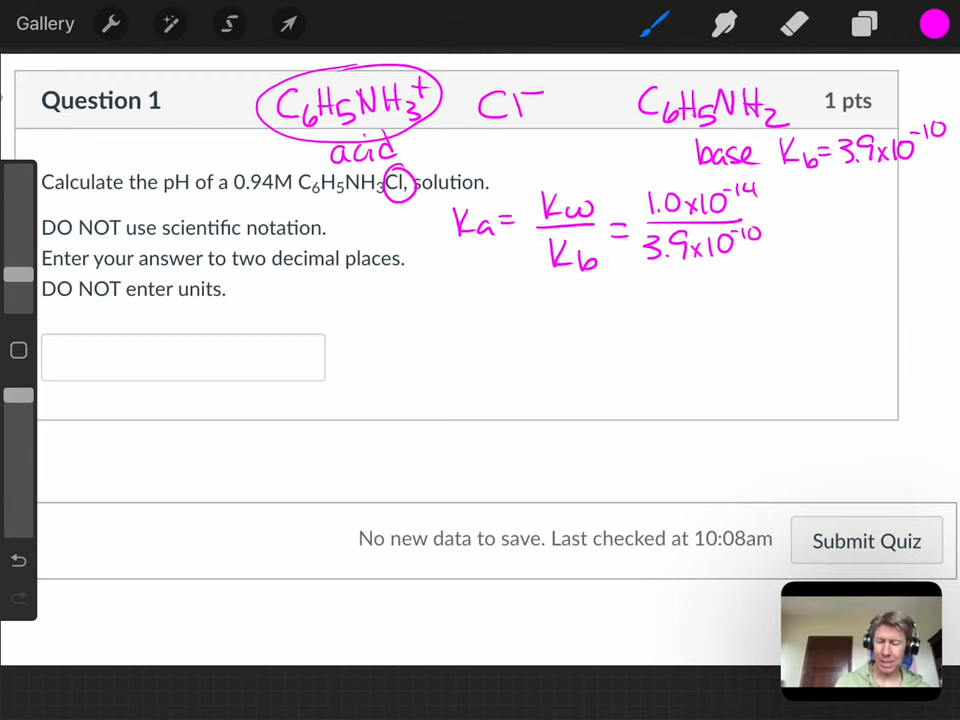 Gallery
Question 1
C₆H₅NH₃⁺ Cl⁻ C₆H₅NH₂
1 pts
acid
base Kb = 3.9x10⁻¹⁰
Calculate the pH of a 0.94M C₆H₅NH₃Cl, solution.
Ka = Kw/Kb = 1.0x10⁻¹⁴/3.9x10⁻¹⁰
DO NOT use scientific notation.
Enter your answer to two decimal places.
DO NOT enter units.
No new data to save. Last checked at 10:08am
Submit Quiz